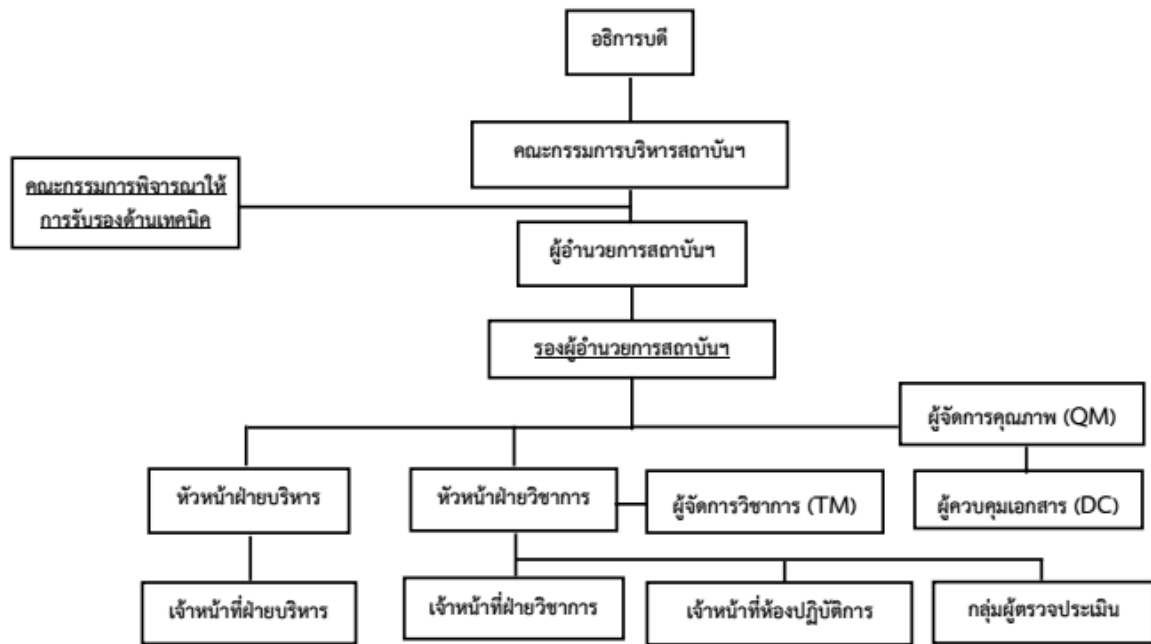 อธิการบดี
คณะกรรมการบริหารสถาบันฯ
คณะกรรมการพิจารณาให้
การรับรองด้านเทคนิค
ผู้อำนวยการสถาบันฯ
รองผู้อำนวยการสถาบันฯ
ผู้จัดการคุณภาพ (QM)
หัวหน้าฝ่ายบริหาร
หัวหน้าฝ่ายวิชาการ
ผู้จัดการวิชาการ (TM)
ผู้ควบคุมเอกสาร (DC)
เจ้าหน้าที่ฝ่ายบริหาร
เจ้าหน้าที่ฝ่ายวิชาการ
เจ้าหน้าที่ห้องปฏิบัติการ
กลุ่มผู้ตรวจประเมิน